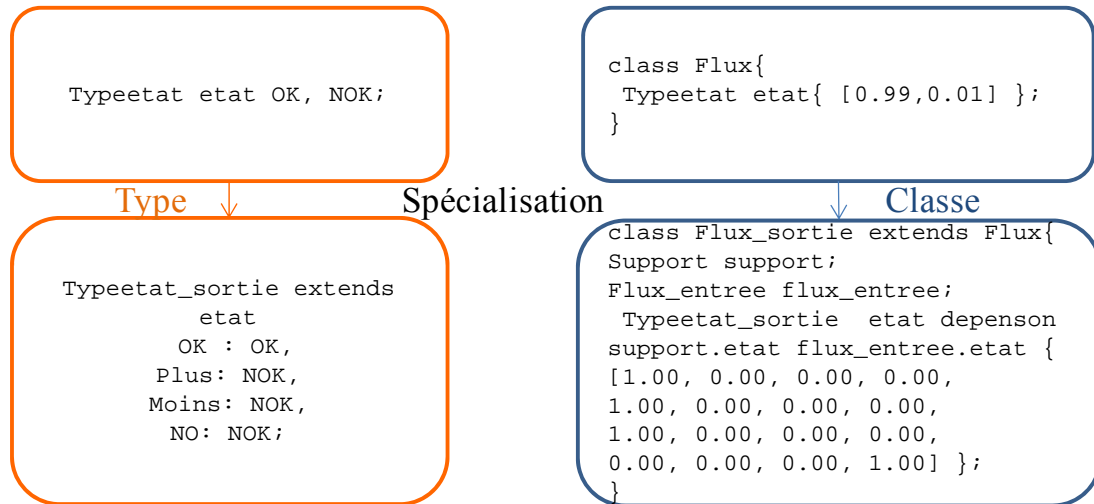 Typeetat etat OK, NOK;
class Flux{
Typeetat etat{ [0.99,0.01] };
}
Type
Spécialisation
Classe
Typeetat_sortie extends
etat
OK : OK,
Plus: NOK,
Moins: NOK,
NO: NOK;
class Flux_sortie extends Flux{
Support support;
Flux_entree flux_entree;
Typeetat_sortie etat depenson
support.etat flux_entree.etat {
[1.00, 0.00, 0.00, 0.00,
1.00, 0.00, 0.00, 0.00,
1.00, 0.00, 0.00, 0.00,
0.00, 0.00, 0.00, 1.00] };
}